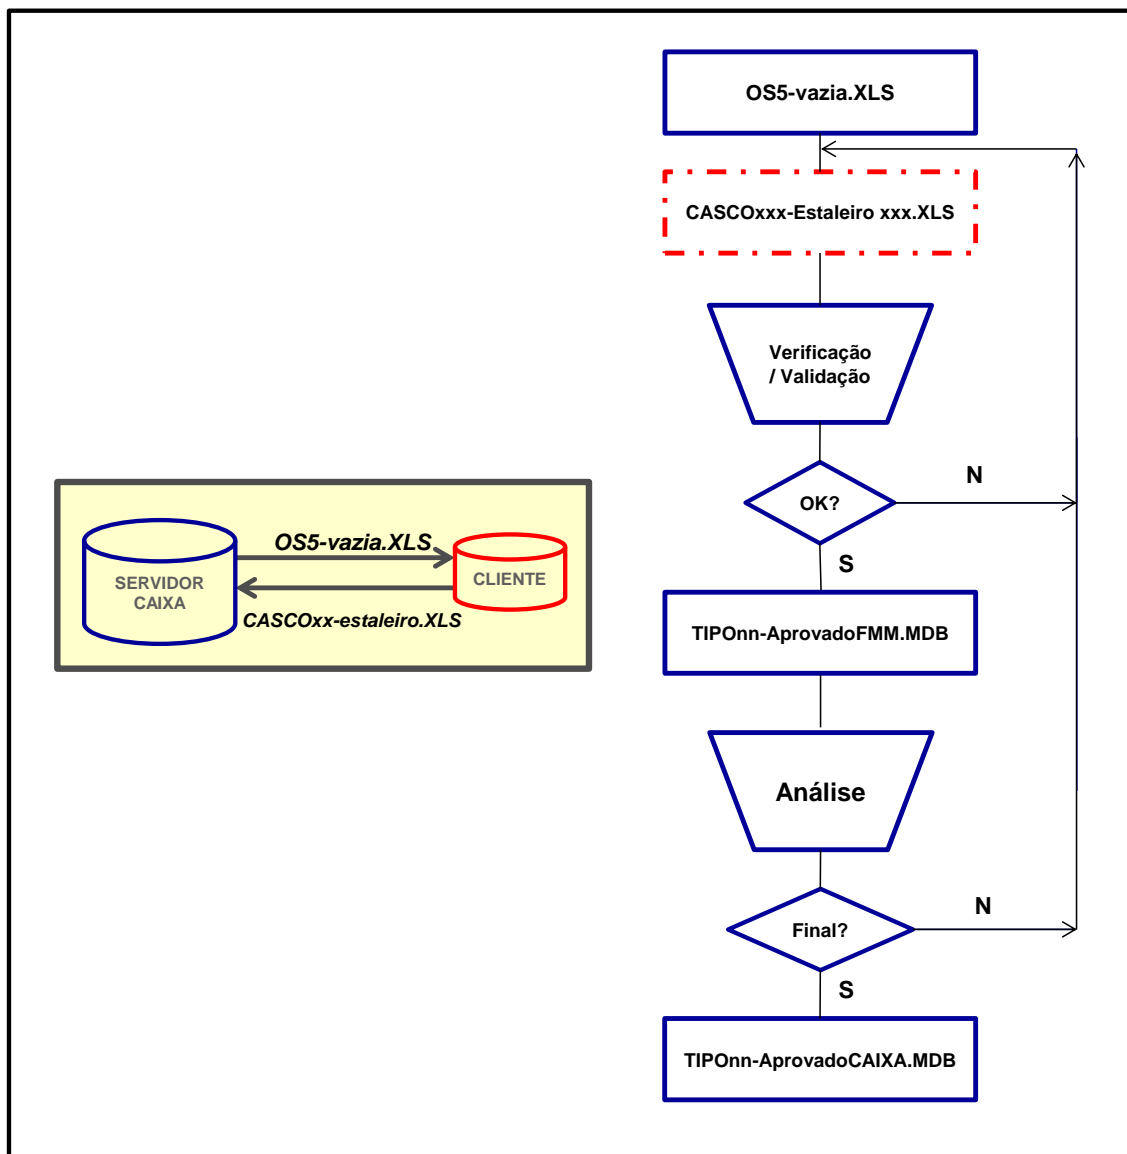 OS5-vazia.XLS
CASCOxxx-Estaleiro xxx.XLS
Verificação
/ Validação
OK?
N
S
OS5-vazia.XLS
SERVIDOR
CAIXA
CLIENTE
CASCOxx-estaleiro.XLS
TIPOnn-AprovadoFMM.MDB
Análise
Final?
N
S
TIPOnn-AprovadoCAIXA.MDB